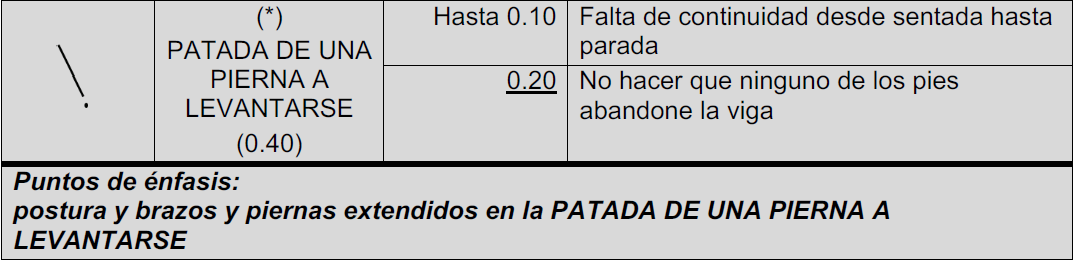 (*)
PATADA DE UNA
PIERNA A
LEVANTARSE
(0.40)
Hasta 0.10
Falta de continuidad desde sentada hasta
parada
0.20
No hacer que ninguno de los pies
abandone la viga
Puntos de énfasis:
postura y brazos y piernas extendidos en la PATADA DE UNA PIERNA A
LEVANTARSE